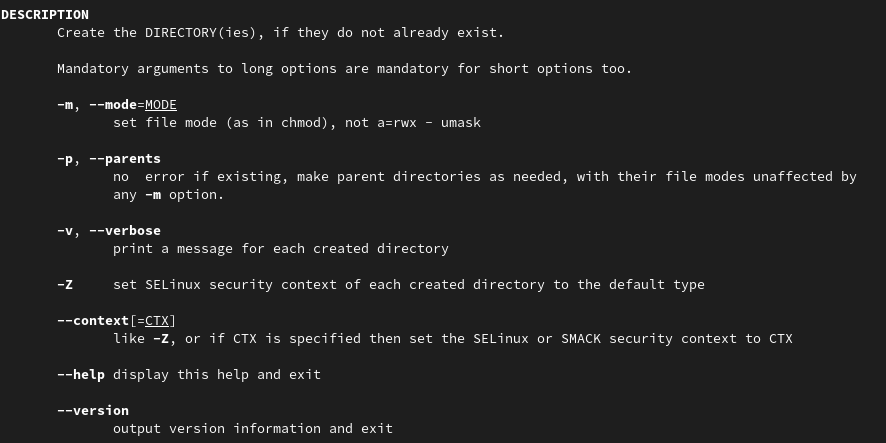 DESCRIPTION
Create the DIRECTORY(ies), if they do not already exist.
Mandatory arguments to long options are mandatory for short options too.
-m, --mode=MODE
set file mode (as in chmod), not a=rwx - umask
-p, --parents
no  error if existing, make parent directories as needed, with their file modes unaffected by
any -m option.
-v, --verbose
print a message for each created directory
-Z     set SELinux security context of each created directory to the default type
--context[=CTX]
like -Z, or if CTX is specified then set the SELinux or SMACK security context to CTX
--help display this help and exit
--version
output version information and exit